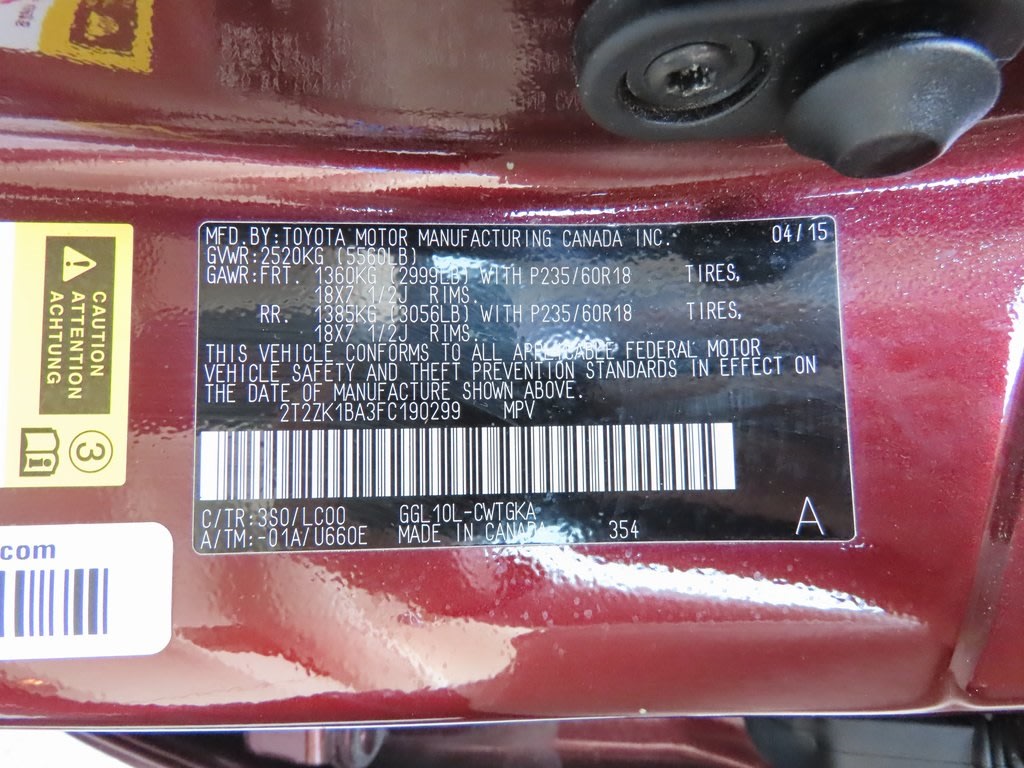 MFD.BY:TOYOTA MOTOR MANUFACTURING CANADA INC. 04/15
GVWR:2520KG (5560LB)
GAWR:FRT. 1360KG (2999LB) WITH P235/60R18 TIRES,
18X7 1/2J RIMS.
RR. 1385KG (3056LB) WITH P235/60R18 TIRES,
18X7 1/2J RIMS.
THIS VEHICLE CONFORMS TO ALL APPLICABLE FEDERAL MOTOR
VEHICLE SAFETY AND THEFT PREVENTION STANDARDS IN EFFECT ON
THE DATE OF MANUFACTURE SHOWN ABOVE.
2T2ZK1BA3FC190299 MPV
C/TR:3S0/LC00 GGL10L-CWTGKA
A/TM:-01A/U660E MADE IN CANADA 354 A
CAUTION
ATTENTION
ACHTUNG
3
.com